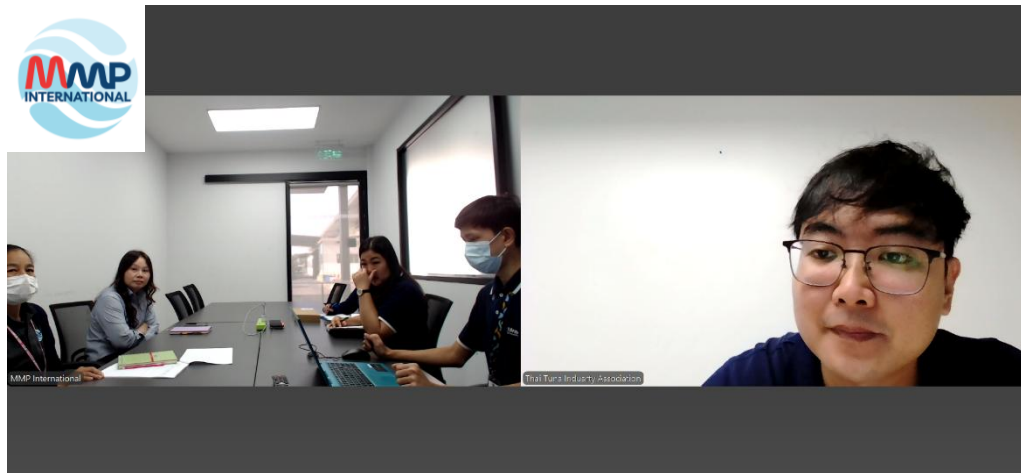 MMP
INTERNATIONAL
MMP International
Thai Tuna Industry Association